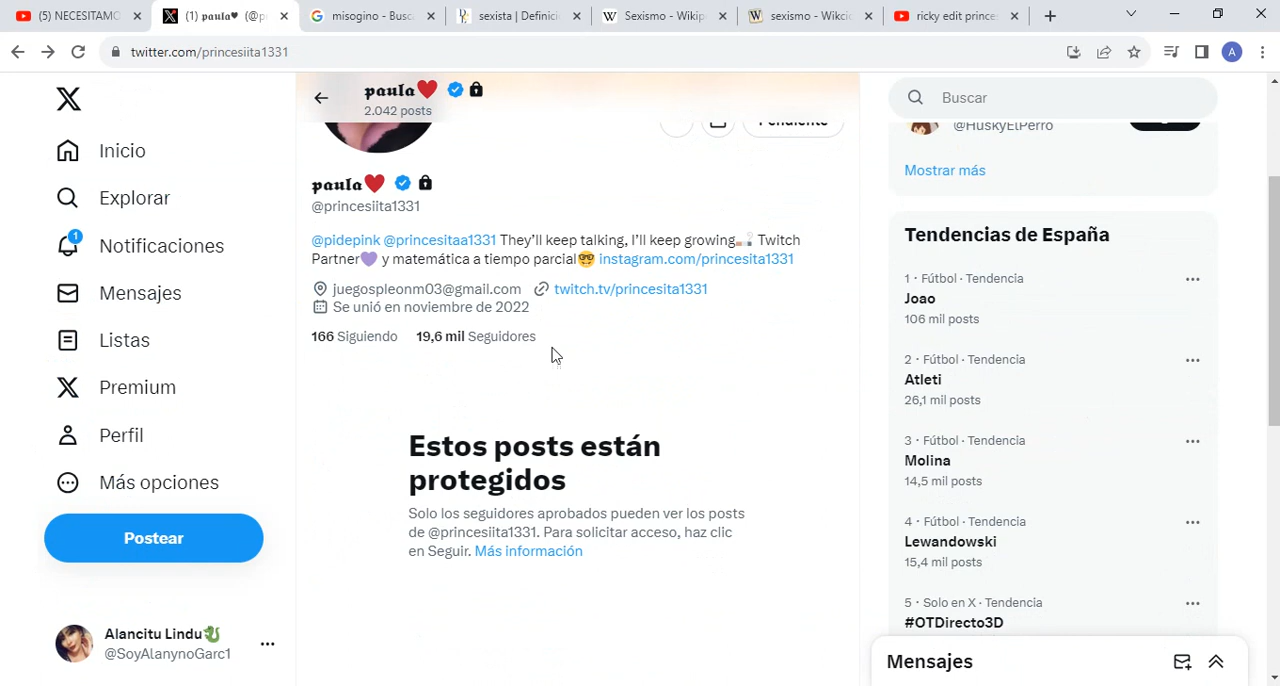 (5) NECESITAMO
(1) 𝖕𝖆𝖚𝖑𝖆♥ (@p
misogino - Busc
sexista | Definici
Sexismo - Wikip
sexismo - Wikcio
ricky edit prince
twitter.com/princesiita1331
A
Inicio
Explorar
1
Notificaciones
Mensajes
Listas
Premium
Perfil
Más opciones
Postear
Alancitu Lindu🐉
@SoyAlanynoGarc1
𝖕𝖆𝖚𝖑𝖆❤️
2.042 posts
Pendiente
𝖕𝖆𝖚𝖑𝖆❤️
@princesiita1331
@pidepink @princesitaa1331 They'll keep talking, I'll keep growing🚬 Twitch
Partner💜 y matemática a tiempo parcial🤓 instagram.com/princesita1331
juegospleonm03@gmail.com twitch.tv/princesita1331
Se unió en noviembre de 2022
166 Siguiendo 19,6 mil Seguidores
Estos posts están
protegidos
Solo los seguidores aprobados pueden ver los posts
de @princesiita1331. Para solicitar acceso, haz clic
en Seguir. Más información
Buscar
@HuskyElPerro
Mostrar más
Tendencias de España
1 · Fútbol · Tendencia
Joao
106 mil posts
2 · Fútbol · Tendencia
Atleti
26,1 mil posts
3 · Fútbol · Tendencia
Molina
14,5 mil posts
4 · Fútbol · Tendencia
Lewandowski
15,4 mil posts
5 · Solo en X · Tendencia
#OTDirecto3D
Mensajes